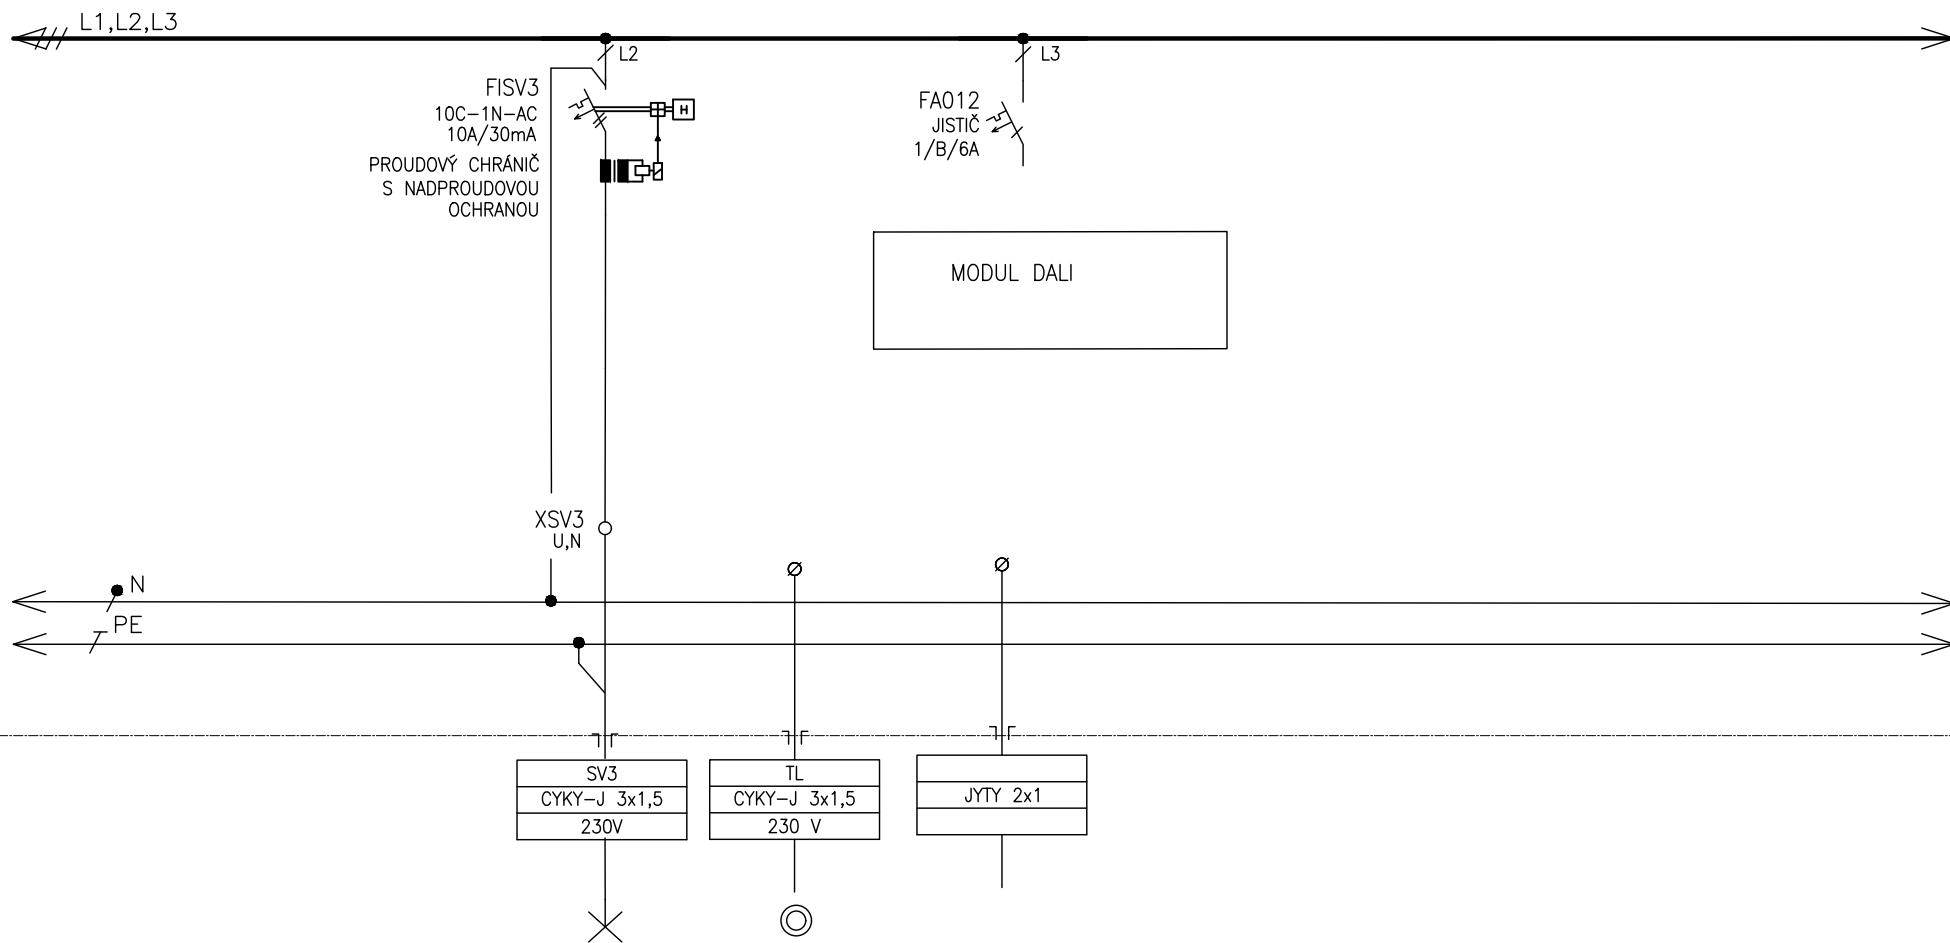 L1,L2,L3
L2
L3
FISV3
10C-1N-AC
10A/30mA
PROUDOVÝ CHRÁNIČ
S NADPROUDOVOU
OCHRANOU
H
FA012
JISTIČ
1/B/6A
MODUL DALI
XSV3
U,N
N
PE
SV3
CYKY-J 3x1,5
230V
TL
CYKY-J 3x1,5
230 V
JYTY 2x1